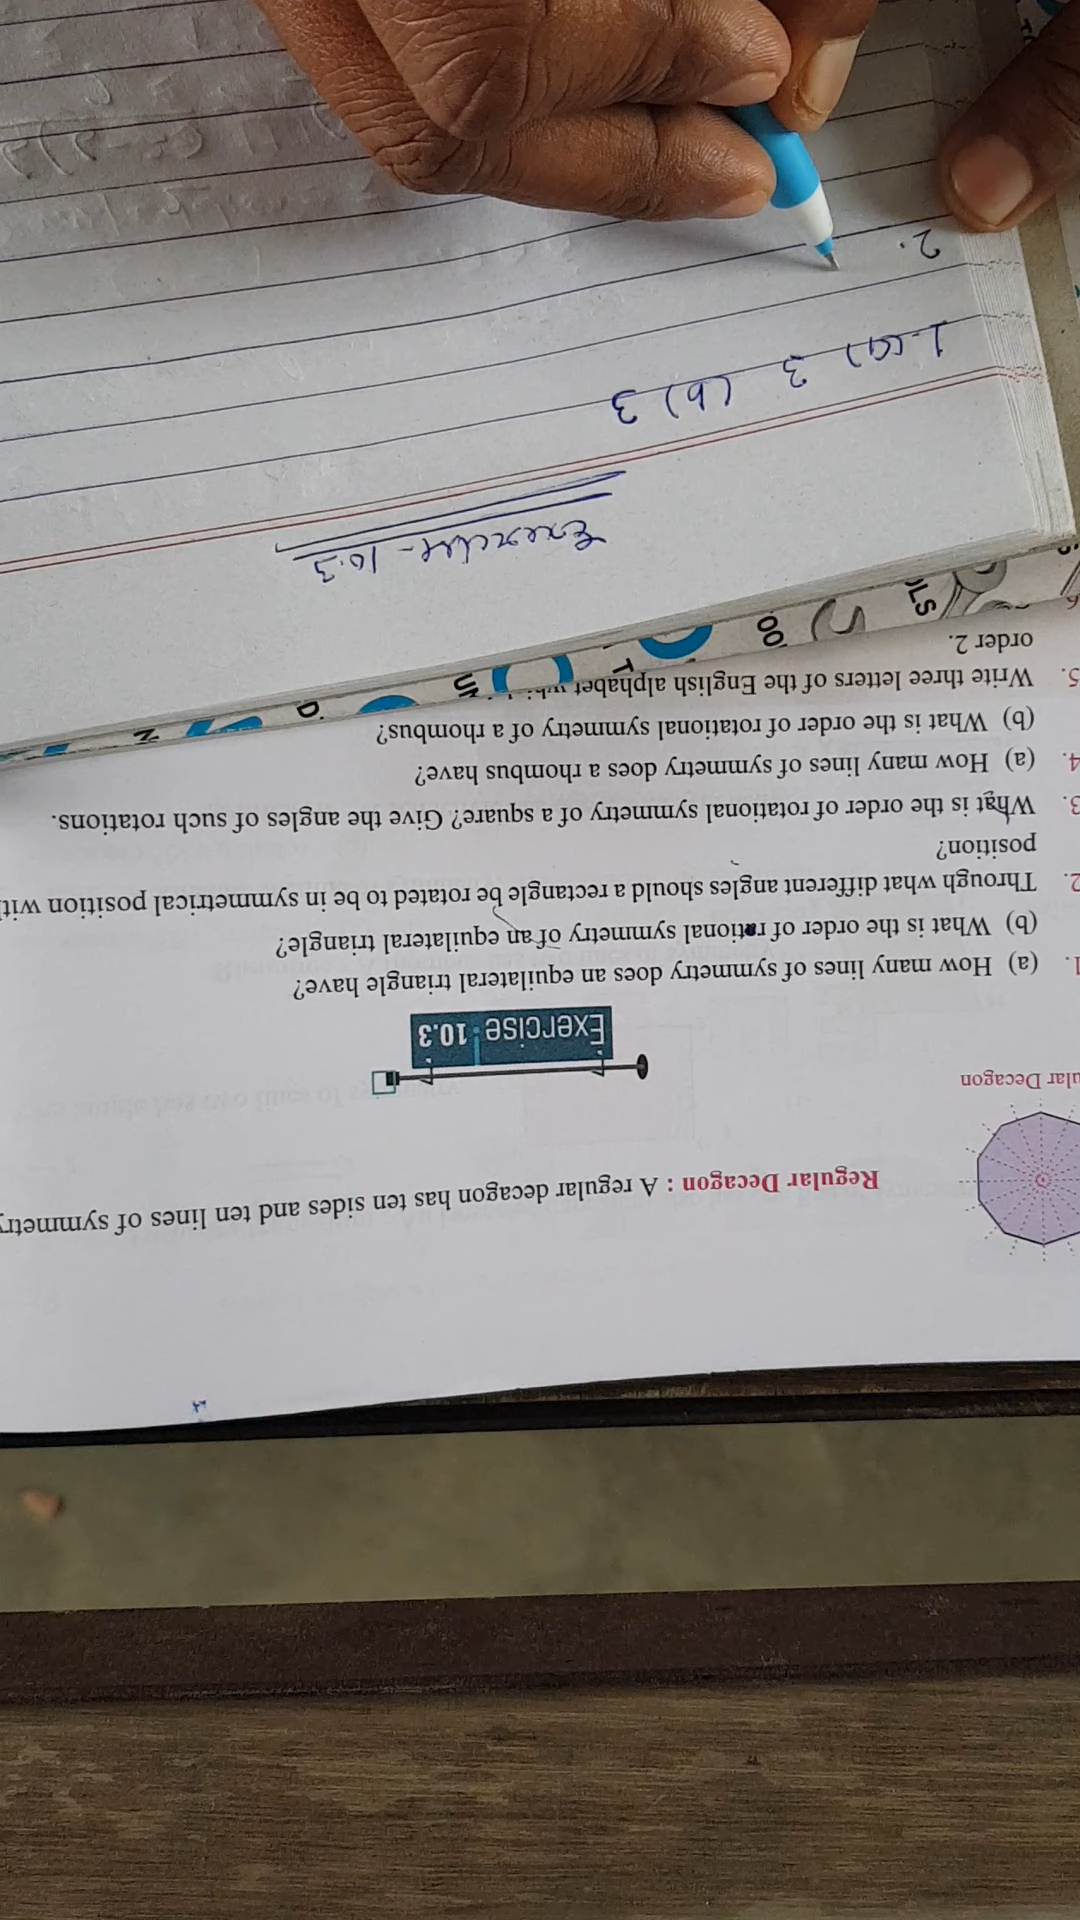 Regular Decagon : A regular decagon has ten sides and ten lines of symmetry
Decagon
Exercise 10.3
1. (a) How many lines of symmetry does an equilateral triangle have?
(b) What is the order of rotional symmetry of an equilateral triangle?
2. Through what different angles should a rectangle be rotated to be in symmetrical position with
position?
3. What is the order of rotational symmetry of a square? Give the angles of such rotations.
4. (a) How many lines of symmetry does a rhombus have?
(b) What is the order of rotational symmetry of a rhombus?
5. Write three letters of the English alphabet
order 2.
10.3
1. (a) 3 (b) 3
2.